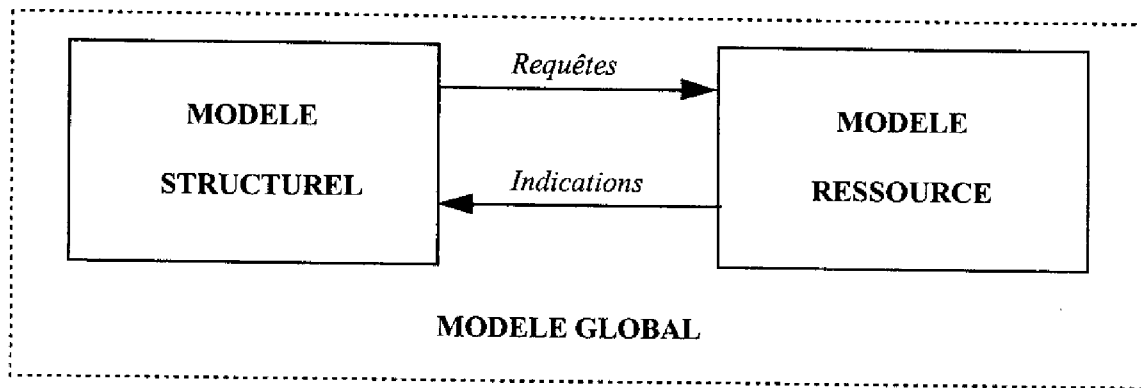 MODELE
STRUCTUREL
Requêtes
Indications
MODELE
RESSOURCE
MODELE GLOBAL